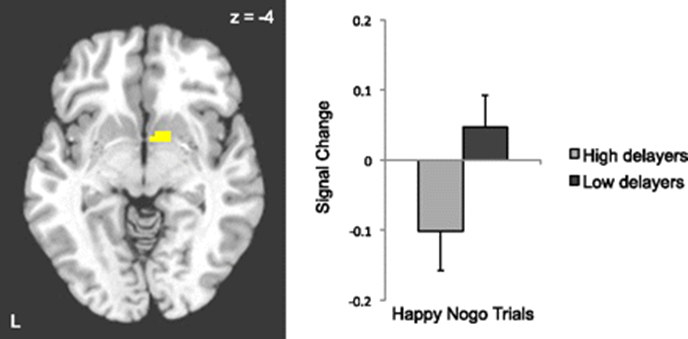 z = -4
L
0.2
0.1
0
-0.1
-0.2
Signal Change
Happy Nogo Trials
High delayers
Low delayers